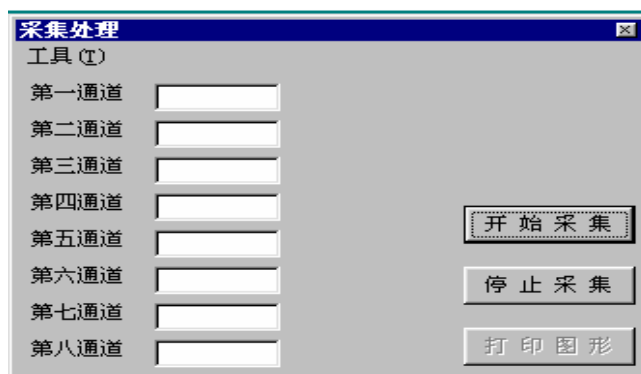 采集处理
工具(T)
第一通道
第二通道
第三通道
第四通道
第五通道
第六通道
第七通道
第八通道
开始采集
停止采集
打印图形